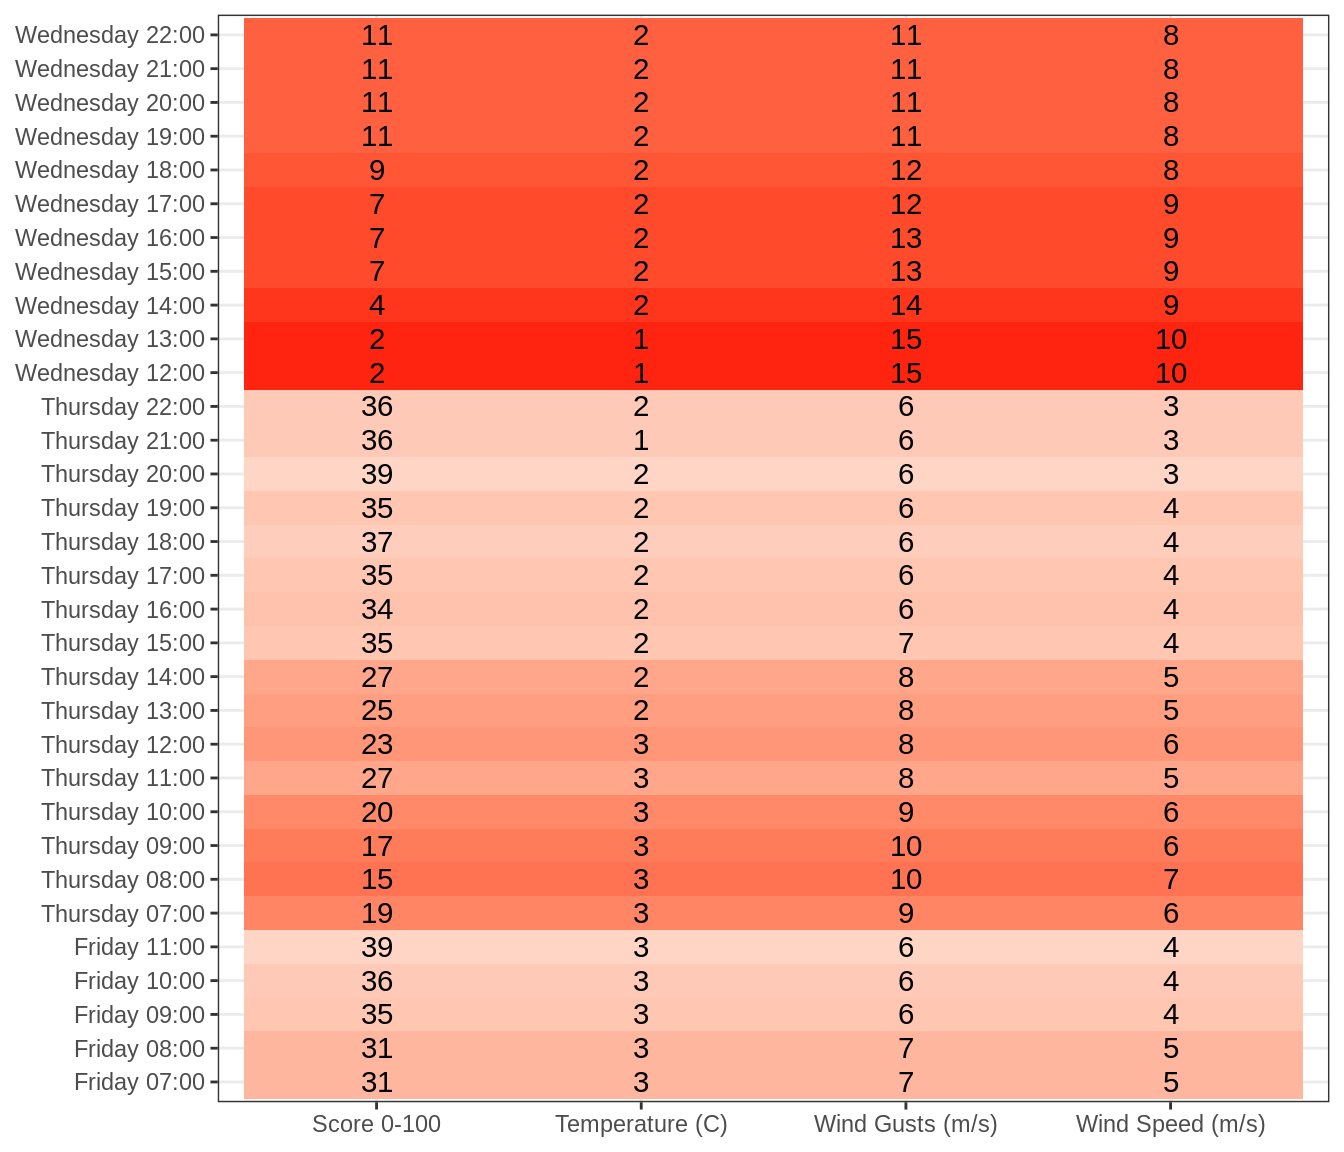 Wednesday 22:00 11 2 11 8
Wednesday 21:00 11 2 11 8
Wednesday 20:00 11 2 11 8
Wednesday 19:00 11 2 11 8
Wednesday 18:00 9 2 12 8
Wednesday 17:00 7 2 12 9
Wednesday 16:00 7 2 13 9
Wednesday 15:00 7 2 13 9
Wednesday 14:00 4 2 14 9
Wednesday 13:00 2 1 15 10
Wednesday 12:00 2 1 15 10
Thursday 22:00 36 2 6 3
Thursday 21:00 36 1 6 3
Thursday 20:00 39 2 6 3
Thursday 19:00 35 2 6 4
Thursday 18:00 37 2 6 4
Thursday 17:00 35 2 6 4
Thursday 16:00 34 2 6 4
Thursday 15:00 35 2 7 4
Thursday 14:00 27 2 8 5
Thursday 13:00 25 2 8 5
Thursday 12:00 23 3 8 6
Thursday 11:00 27 3 8 5
Thursday 10:00 20 3 9 6
Thursday 09:00 17 3 10 6
Thursday 08:00 15 3 10 7
Thursday 07:00 19 3 9 6
Friday 11:00 39 3 6 4
Friday 10:00 36 3 6 4
Friday 09:00 35 3 6 4
Friday 08:00 31 3 7 5
Friday 07:00 31 3 7 5
Score 0-100 Temperature (C) Wind Gusts (m/s) Wind Speed (m/s)